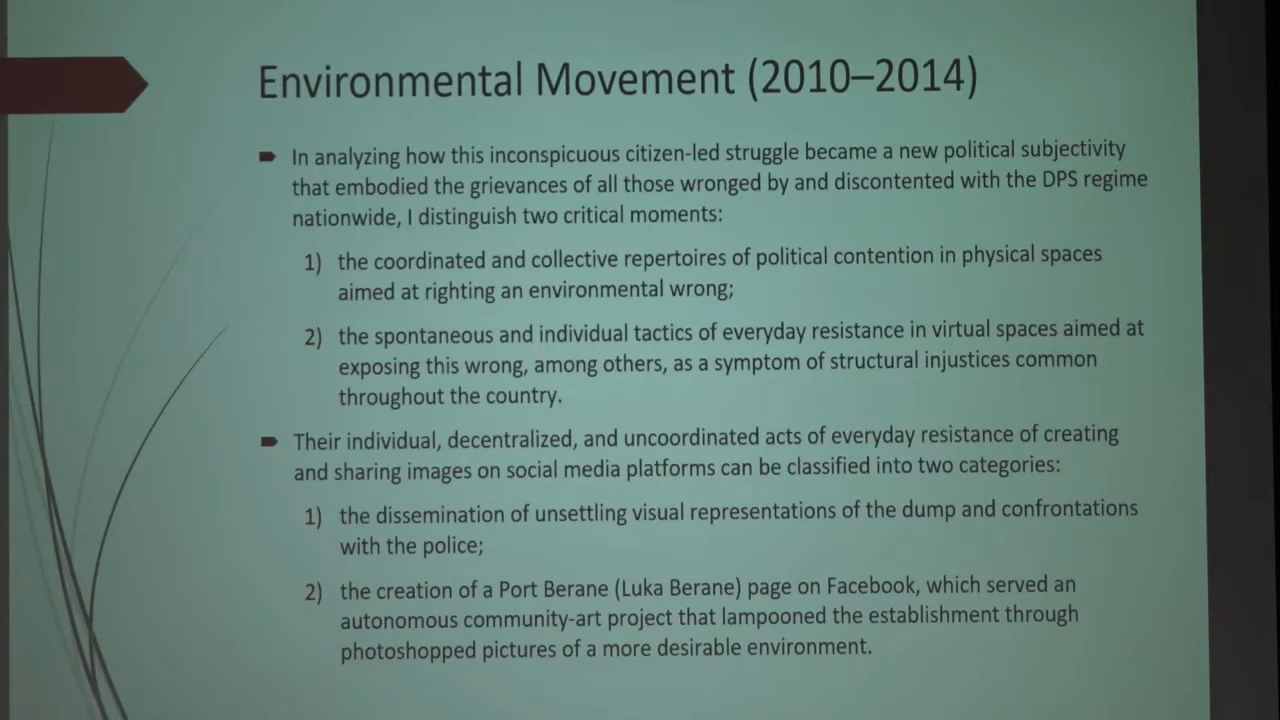 Environmental Movement (2010–2014)
In analyzing how this inconspicuous citizen-led struggle became a new political subjectivity
that embodied the grievances of all those wronged by and discontented with the DPS regime
nationwide, I distinguish two critical moments:
1) the coordinated and collective repertoires of political contention in physical spaces
aimed at righting an environmental wrong;
2) the spontaneous and individual tactics of everyday resistance in virtual spaces aimed at
exposing this wrong, among others, as a symptom of structural injustices common
throughout the country.
Their individual, decentralized, and uncoordinated acts of everyday resistance of creating
and sharing images on social media platforms can be classified into two categories:
1) the dissemination of unsettling visual representations of the dump and confrontations
with the police;
2) the creation of a Port Berane (Luka Berane) page on Facebook, which served an
autonomous community-art project that lampooned the establishment through
photoshopped pictures of a more desirable environment.